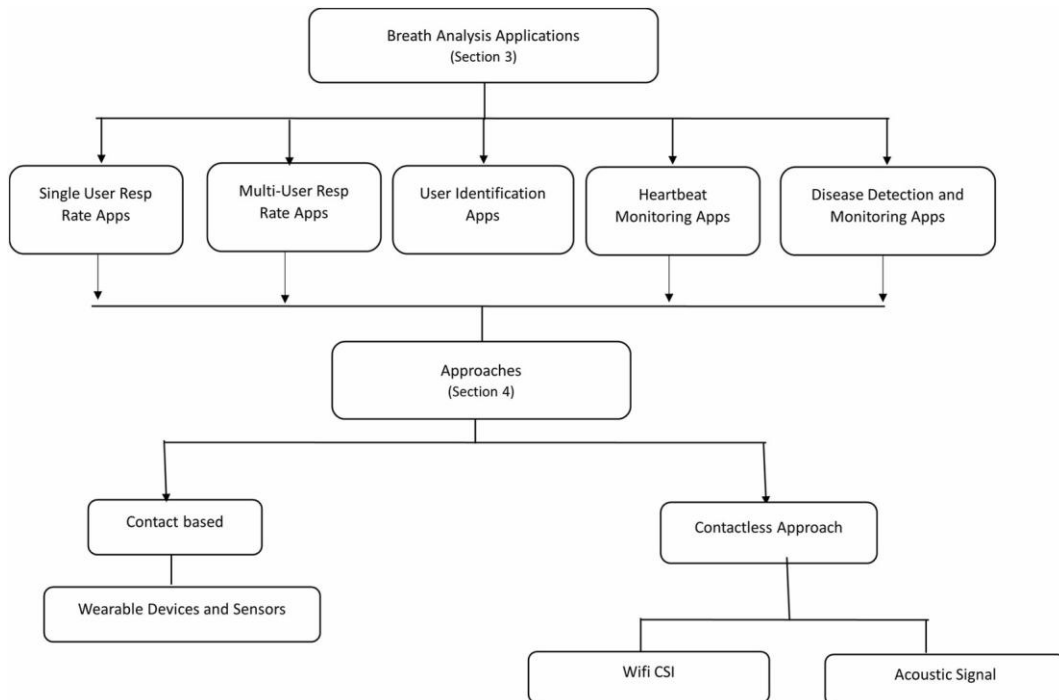 Breath Analysis Applications
(Section 3)
Single User Resp
Rate Apps
Multi-User Resp
Rate Apps
User Identification
Apps
Heartbeat
Monitoring Apps
Disease Detection and
Monitoring Apps
Approaches
(Section 4)
Contact based
Contactless Approach
Wearable Devices and Sensors
Wifi CSI
Acoustic Signal